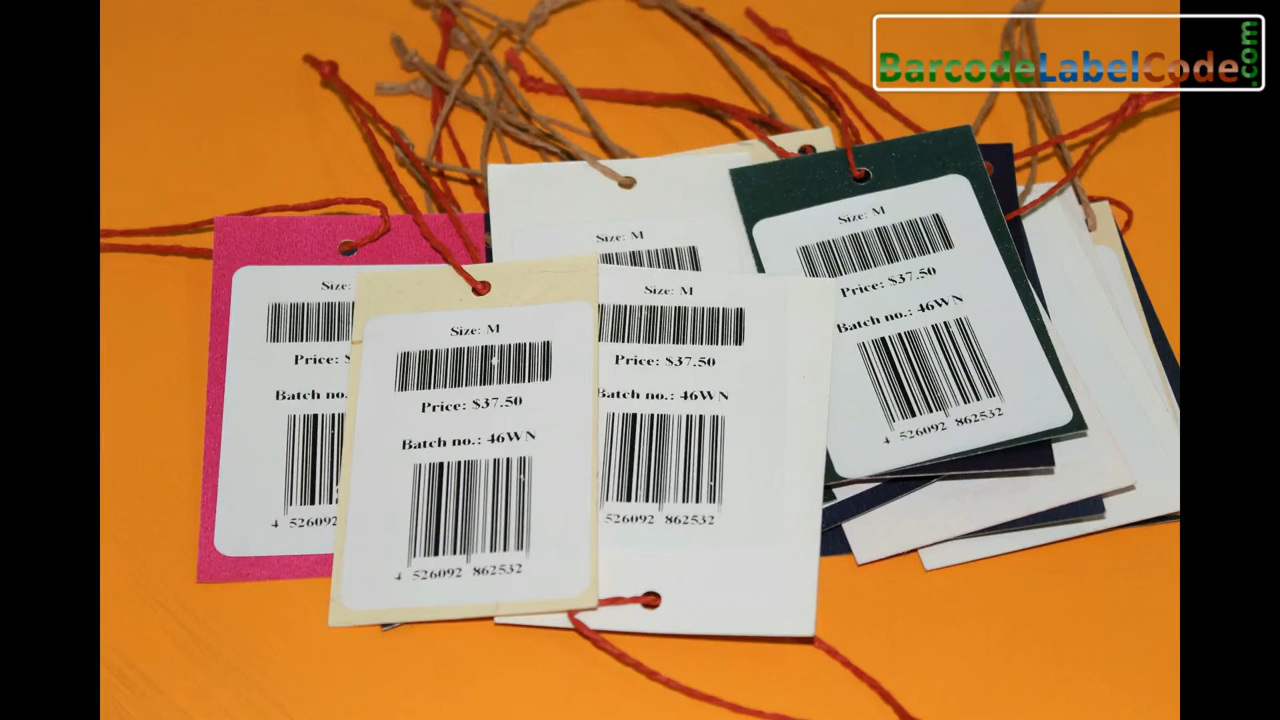 BarcodeLabelCode.com
Size: M
Size: M
Price: $37.50
Batch no.: 46WN
4 526092 862532
Size:
Price: $
Batch no.
4 52609
Size: M
Price: $37.50
Batch no.: 46WN
4 526092 862532
Size: M
Price: $37.50
Batch no.: 46WN
526092 862532